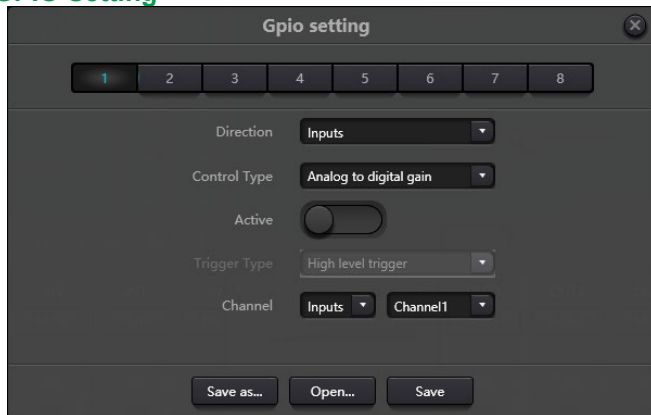 Gpio setting
1 2 3 4 5 6 7 8
Direction Inputs
Control Type Analog to digital gain
Active
Trigger Type High level trigger
Channel Inputs Channel1
Save as... Open... Save